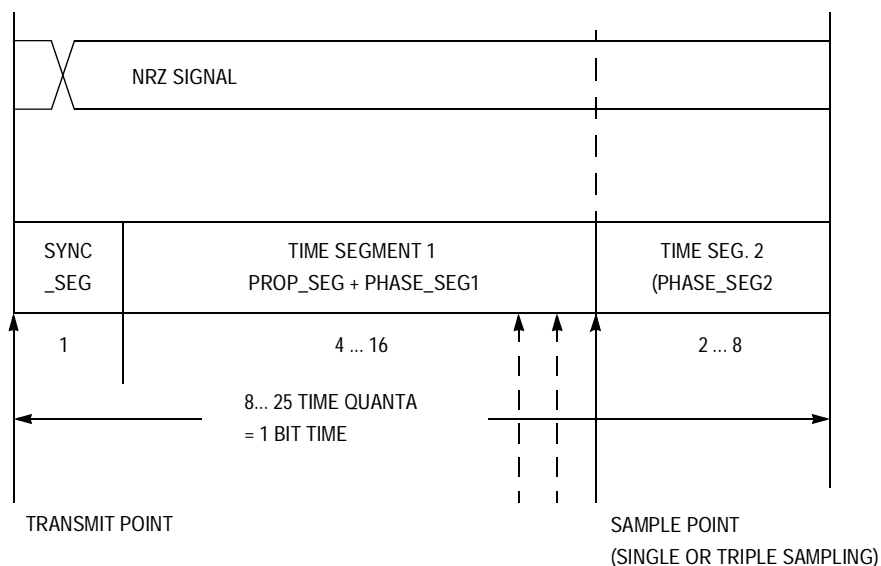 NRZ SIGNAL
SYNC
_SEG
TIME SEGMENT 1
PROP_SEG + PHASE_SEG1
TIME SEG. 2
(PHASE_SEG2
1
4 ... 16
2 ... 8
8... 25 TIME QUANTA
= 1 BIT TIME
TRANSMIT POINT
SAMPLE POINT
(SINGLE OR TRIPLE SAMPLING)